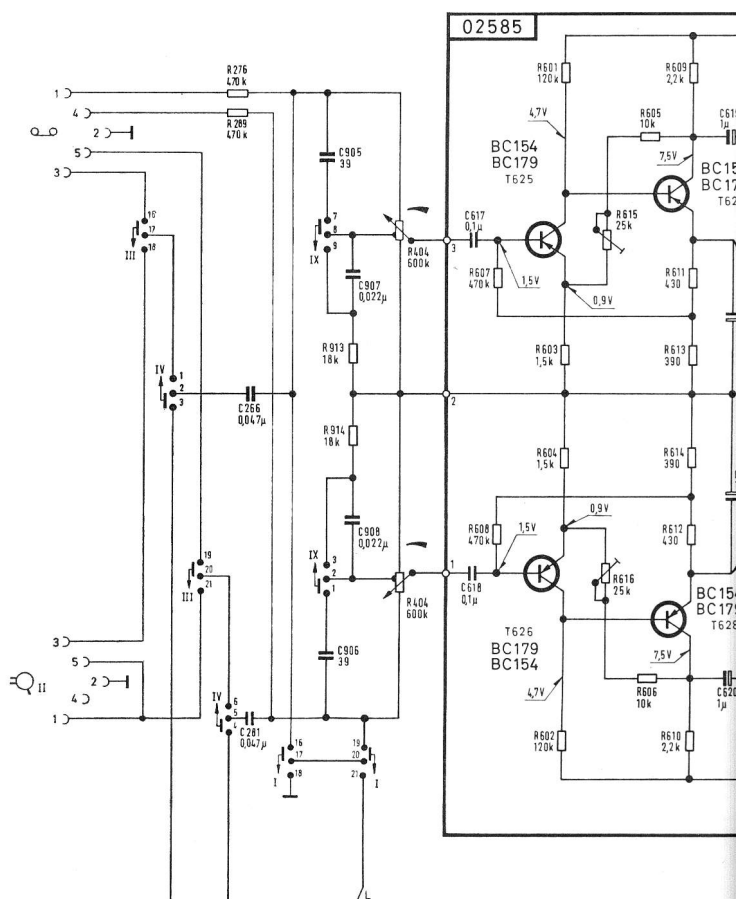 02585
R276
470k
1
4
R289
470k
2
5
3
C905
39
16
17
18
III
7
8
9
IX
R404
600k
C907
0,022µ
R913
18k
IV
1
2
3
C266
0,047µ
R914
18k
C908
0,022µ
IX
3
2
1
R404
600k
C906
39
19
20
21
III
3
5
2
4
1
II
IV
6
5
4
C281
0,047µ
16
17
18
I
19
20
21
I
L
R601
120k
4,7V
BC154
BC179
T625
R609
2,2k
R605
10k
C619
1µ
7,5V
3
C617
0,1µ
R615
25k
R607
470k
1,5V
0,9V
R611
430
R603
1,5k
R613
390
2
R604
1,5k
R614
390
0,9V
R608
470k
1,5V
R612
430
1
C618
0,1µ
R616
25k
BC154
BC179
T628
T626
BC179
BC154
7,5V
4,7V
R606
10k
C620
1µ
R602
120k
R610
2,2k